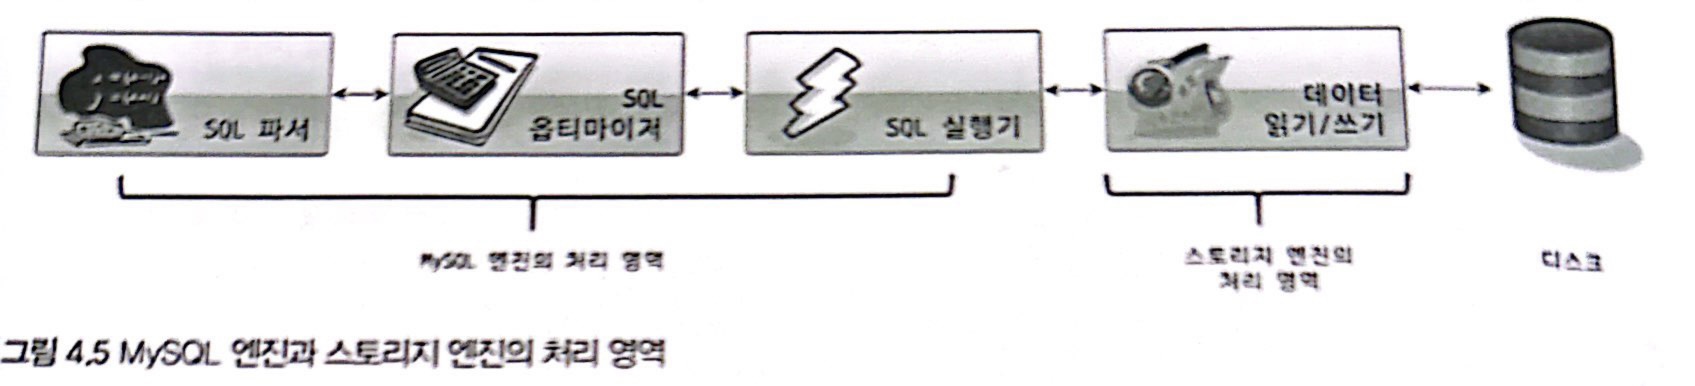 SQL 파서
SQL
옵티마이저
SQL 실행기
데이터
읽기/쓰기
MySQL 엔진의 처리 영역
스토리지 엔진의
처리 영역
디스크
그림 4.5 MySQL 엔진과 스토리지 엔진의 처리 영역